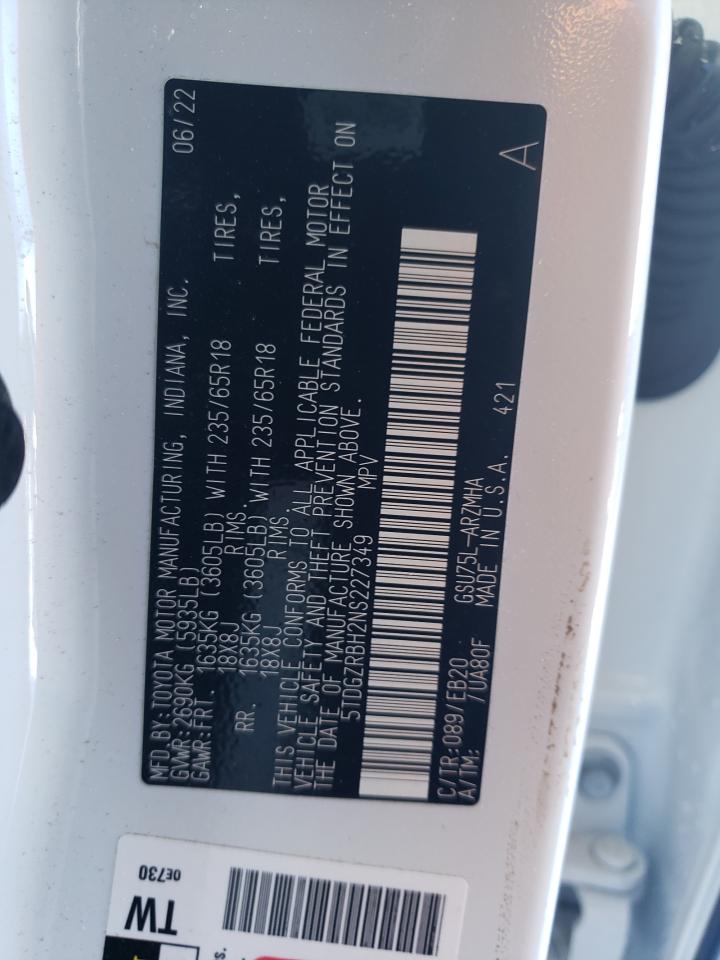 MFD.BY:TOYOTA MOTOR MANUFACTURING, INDIANA, INC. 06/22
GVWR:2690KG (5935LB)
GAWR:FRT. 1635KG (3605LB) WITH 235/65R18 TIRES,
18X8J RIMS.
RR. 1635KG (3605LB) WITH 235/65R18 TIRES,
18X8J RIMS.
THIS VEHICLE CONFORMS TO ALL APPLICABLE FEDERAL MOTOR
VEHICLE SAFETY AND THEFT PREVENTION STANDARDS IN EFFECT ON
THE DATE OF MANUFACTURE SHOWN ABOVE.
5TDGZRBH2NS227349 MPV
C/TR:089/EB20 GSUZ5L-ARZMHA A
A/TM: /UA80F MADE IN U.S.A. 421
0E730
TW